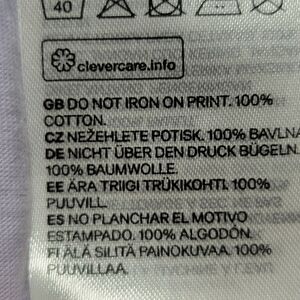 40
clevercare.info
GB DO NOT IRON ON PRINT. 100%
COTTON.
CZ NEŽEHLETE POTISK. 100% BAVLNA
DE NICHT ÜBER DEN DRUCK BÜGELN.
100% BAUMWOLLE.
EE ÄRA TRIIGI TRÜKIKOHTI. 100%
PUUVILL.
ES NO PLANCHAR EL MOTIVO
ESTAMPADO. 100% ALGODÓN.
FI ÄLÄ SILITÄ PAINOKUVAA. 100%
PUUVILLAA.